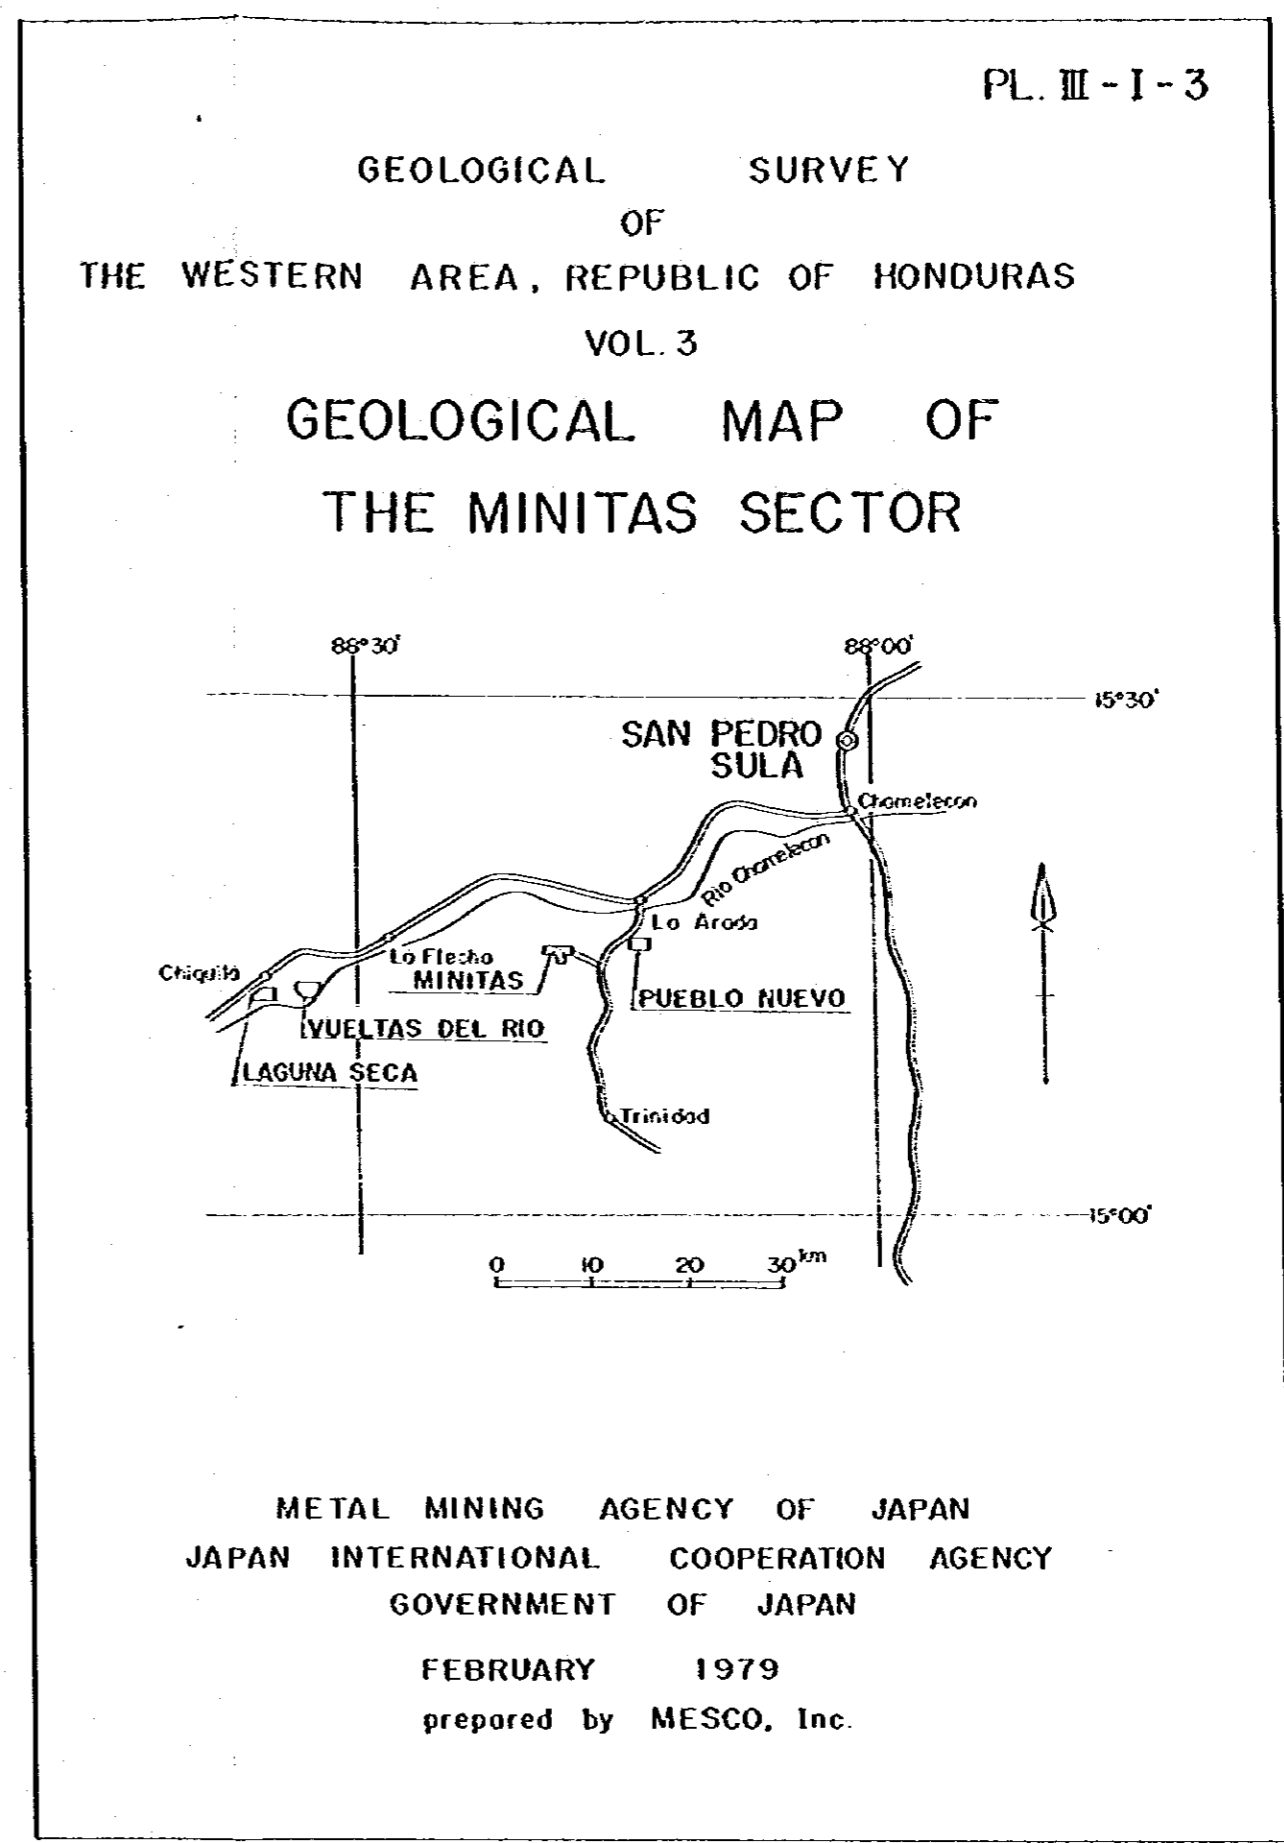 PL. III - I - 3
GEOLOGICAL SURVEY
OF
THE WESTERN AREA, REPUBLIC OF HONDURAS
VOL. 3
GEOLOGICAL MAP OF
THE MINITAS SECTOR
88°30' 88°00'
15°30'
SAN PEDRO
SULA
Chamelecon
Rio Chamelecon
La Arada
La Flecha
Chiquila
MINITAS
PUEBLO NUEVO
VUELTAS DEL RIO
LAGUNA SECA
Trinidad
15°00'
0 10 20 30 km
METAL MINING AGENCY OF JAPAN
JAPAN INTERNATIONAL COOPERATION AGENCY
GOVERNMENT OF JAPAN
FEBRUARY 1979
prepared by MESCO, Inc.